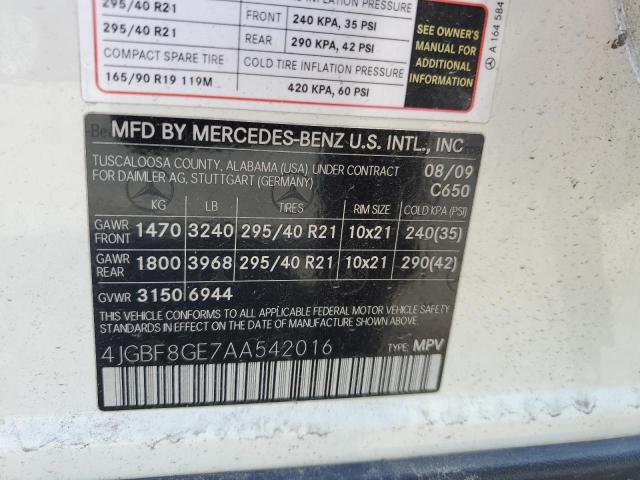 295/40 R21
FRONT 240 KPA, 35 PSI
295/40 R21
REAR 290 KPA, 42 PSI
COMPACT SPARE TIRE COLD TIRE INFLATION PRESSURE
165/90 R19 119M 420 KPA, 60 PSI
SEE OWNER'S
MANUAL FOR
ADDITIONAL
INFORMATION
A 164 584
MFD BY MERCEDES-BENZ U.S. INTL., INC
TUSCALOOSA COUNTY, ALABAMA (USA), UNDER CONTRACT 08/09
FOR DAIMLER AG, STUTTGART (GERMANY) C650
KG LB TIRES RIM SIZE COLD KPA (PSI)
GAWR FRONT 1470 3240 295/40 R21 10x21 240(35)
GAWR REAR 1800 3968 295/40 R21 10x21 290(42)
GVWR 3150 6944
THIS VEHICLE CONFORMS TO ALL APPLICABLE FEDERAL MOTOR VEHICLE SAFETY AND
THEFT PREVENTION STANDARDS IN EFFECT ON THE DATE OF MANUFACTURE SHOWN ABOVE.
4JGBF8GE7AA542016 TYPE: MPV